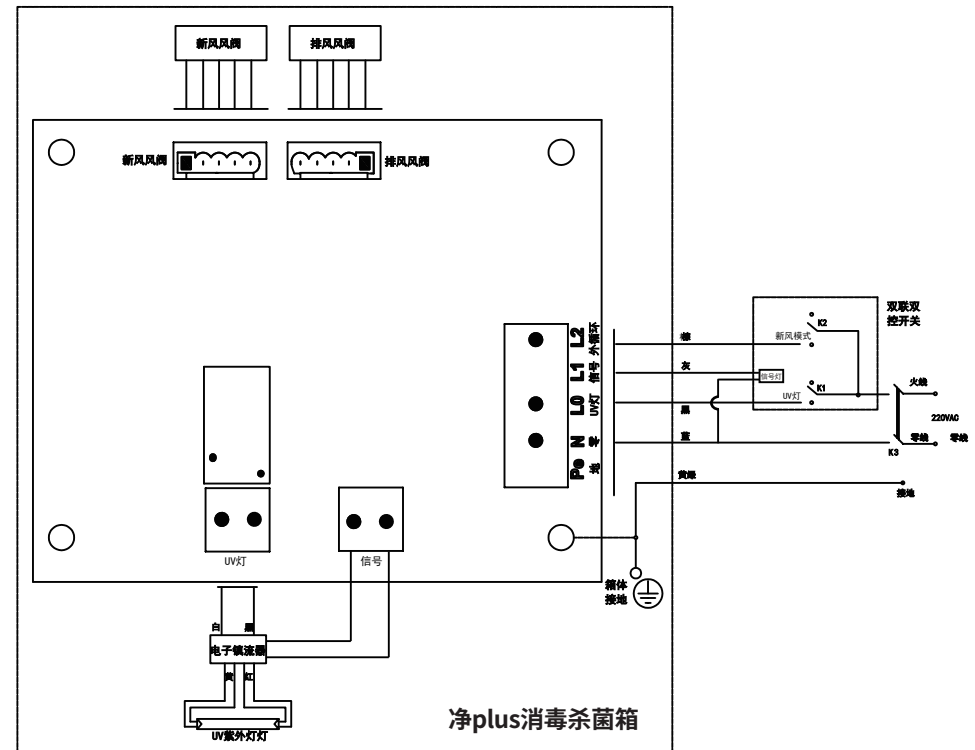 新风风阀
排风风阀
新风风阀
排风风阀
双联双
控开关
K2
新风模式
L2
外循环
棕
L1
信号
灰
信号灯
K1
UV灯
L0
UV灯
黑
火线
220VAC
N
零
蓝
零线
零线
K3
Pe
地
黄绿
接地
UV灯
信号
箱体
接地
白
黑
电子镇流器
黄
红
UV紫外灯灯
净plus消毒杀菌箱